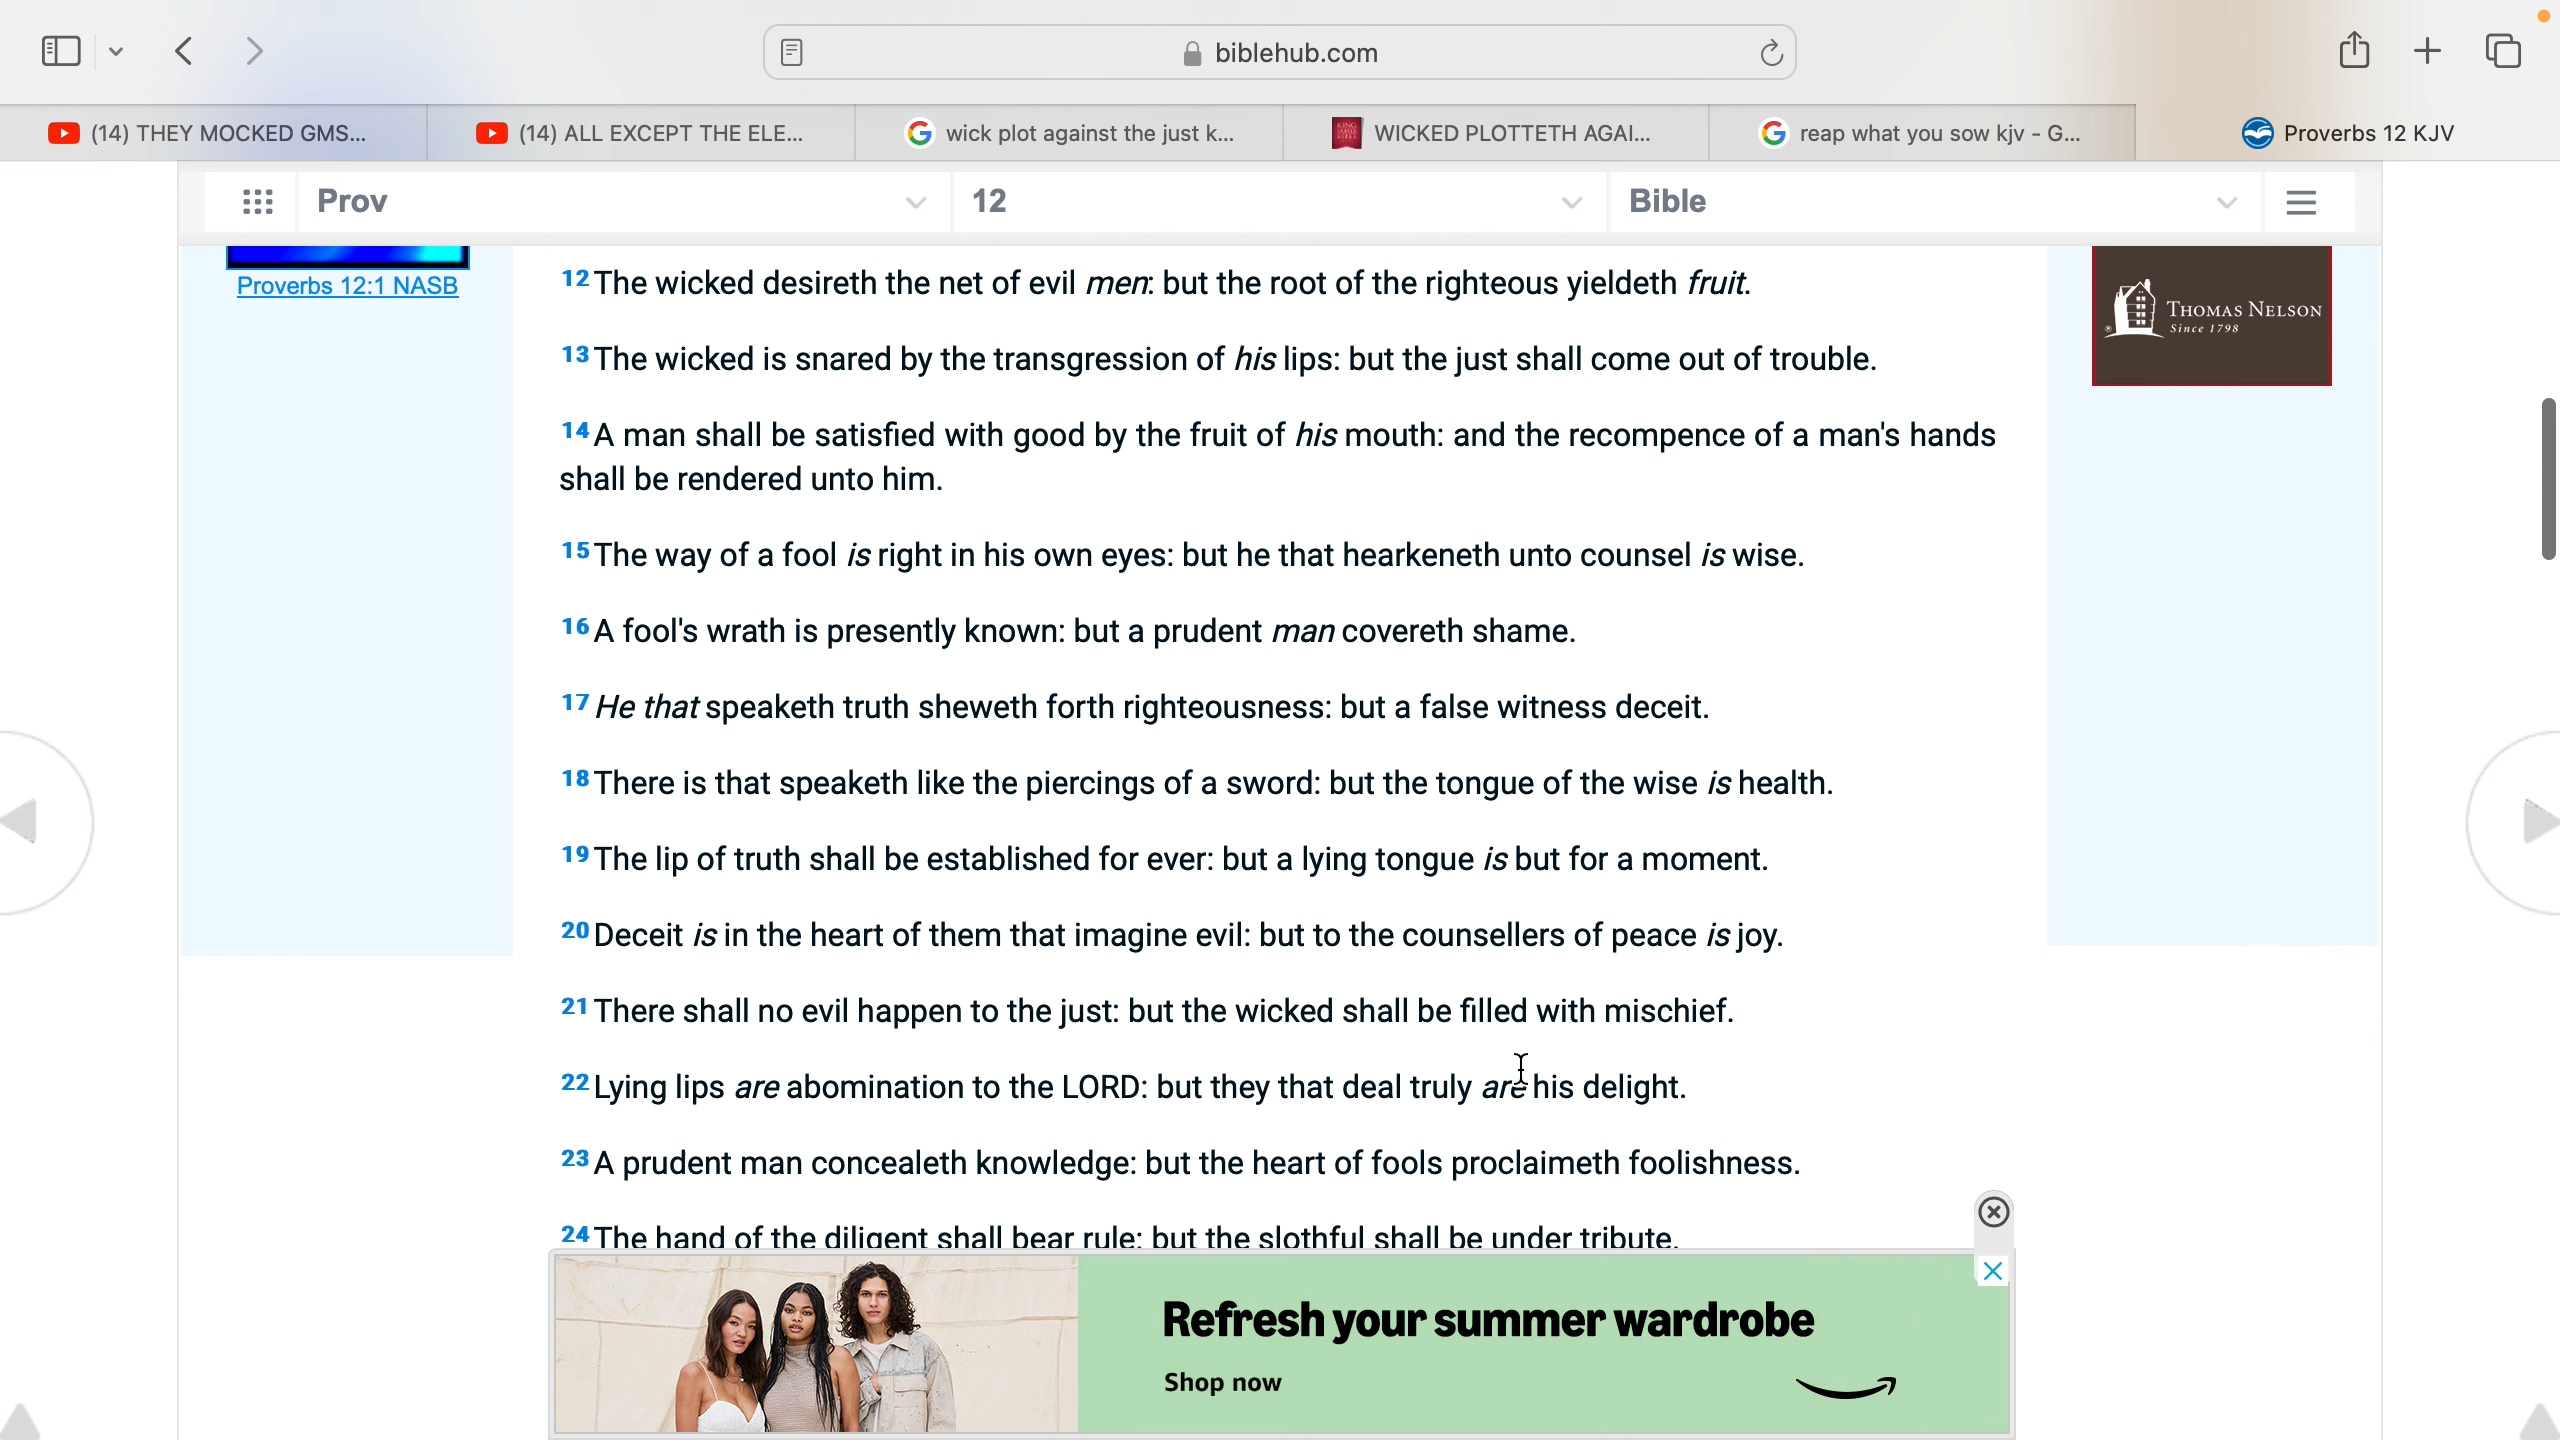 biblehub.com
(14) THEY MOCKED GMS...
(14) ALL EXCEPT THE ELE...
wick plot against the just k...
WICKED PLOTTETH AGAI...
reap what you sow kjv - G...
Proverbs 12 KJV
Prov
12
Bible
Proverbs 12:1 NASB
THOMAS NELSON
Since 1798
12 The wicked desireth the net of evil men: but the root of the righteous yieldeth fruit.
13 The wicked is snared by the transgression of his lips: but the just shall come out of trouble.
14 A man shall be satisfied with good by the fruit of his mouth: and the recompence of a man's hands
shall be rendered unto him.
15 The way of a fool is right in his own eyes: but he that hearkeneth unto counsel is wise.
16 A fool's wrath is presently known: but a prudent man covereth shame.
17 He that speaketh truth sheweth forth righteousness: but a false witness deceit.
18 There is that speaketh like the piercings of a sword: but the tongue of the wise is health.
19 The lip of truth shall be established for ever: but a lying tongue is but for a moment.
20 Deceit is in the heart of them that imagine evil: but to the counsellers of peace is joy.
21 There shall no evil happen to the just: but the wicked shall be filled with mischief.
22 Lying lips are abomination to the LORD: but they that deal truly are his delight.
23 A prudent man concealeth knowledge: but the heart of fools proclaimeth foolishness.
24 The hand of the diligent shall bear rule: but the slothful shall be under tribute.
Refresh your summer wardrobe
Shop now